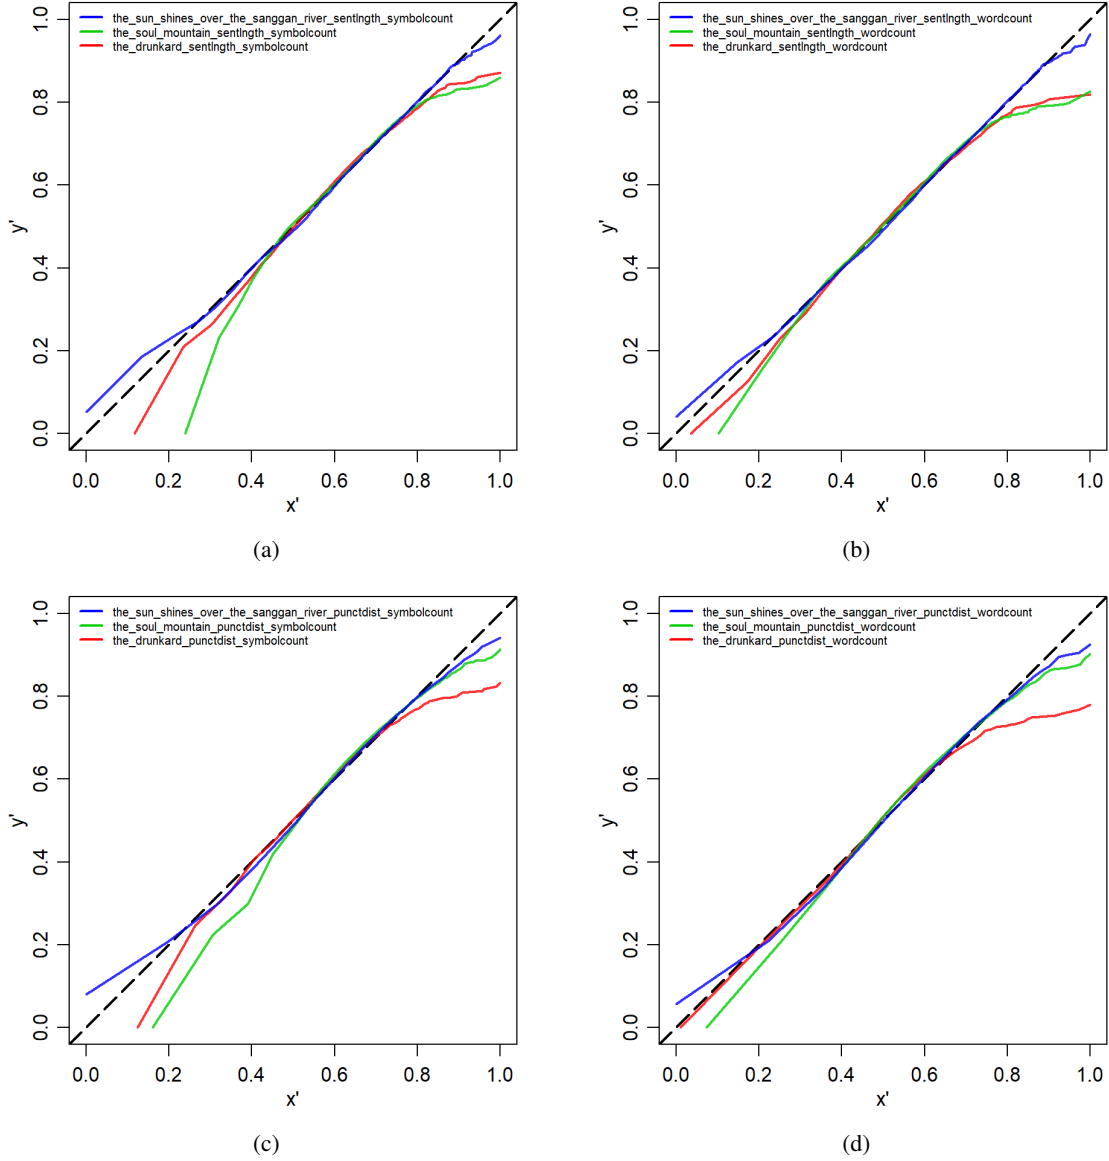 the_sun_shines_over_the_sanggan_river_sentlngth_symbolcount
the_soul_mountain_sentlngth_symbolcount
the_drunkard_sentlngth_symbolcount
y'
0.0 0.2 0.4 0.6 0.8 1.0
0.0 0.2 0.4 0.6 0.8 1.0
x'
(a)
the_sun_shines_over_the_sanggan_river_sentlngth_wordcount
the_soul_mountain_sentlngth_wordcount
the_drunkard_sentlngth_wordcount
y'
0.0 0.2 0.4 0.6 0.8 1.0
0.0 0.2 0.4 0.6 0.8 1.0
x'
(b)
the_sun_shines_over_the_sanggan_river_punctdist_symbolcount
the_soul_mountain_punctdist_symbolcount
the_drunkard_punctdist_symbolcount
y'
0.0 0.2 0.4 0.6 0.8 1.0
0.0 0.2 0.4 0.6 0.8 1.0
x'
(c)
the_sun_shines_over_the_sanggan_river_punctdist_wordcount
the_soul_mountain_punctdist_wordcount
the_drunkard_punctdist_wordcount
y'
0.0 0.2 0.4 0.6 0.8 1.0
0.0 0.2 0.4 0.6 0.8 1.0
x'
(d)